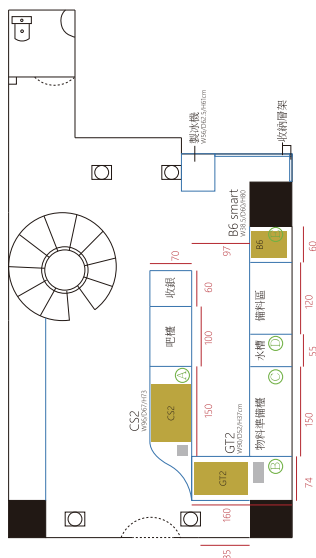 製冰機
W56/D62.5/H61cm
收納層架
B6 smart
W38.5/D60/H80
B6
E
97
70
60
收銀
60
100
吧檯
備料區
120
水槽
D
55
A
CS2
W96/D67/H73
CS2
150
GT2
W90/D52/H37cm
物料準備檯
C
150
B
GT2
74
160
35